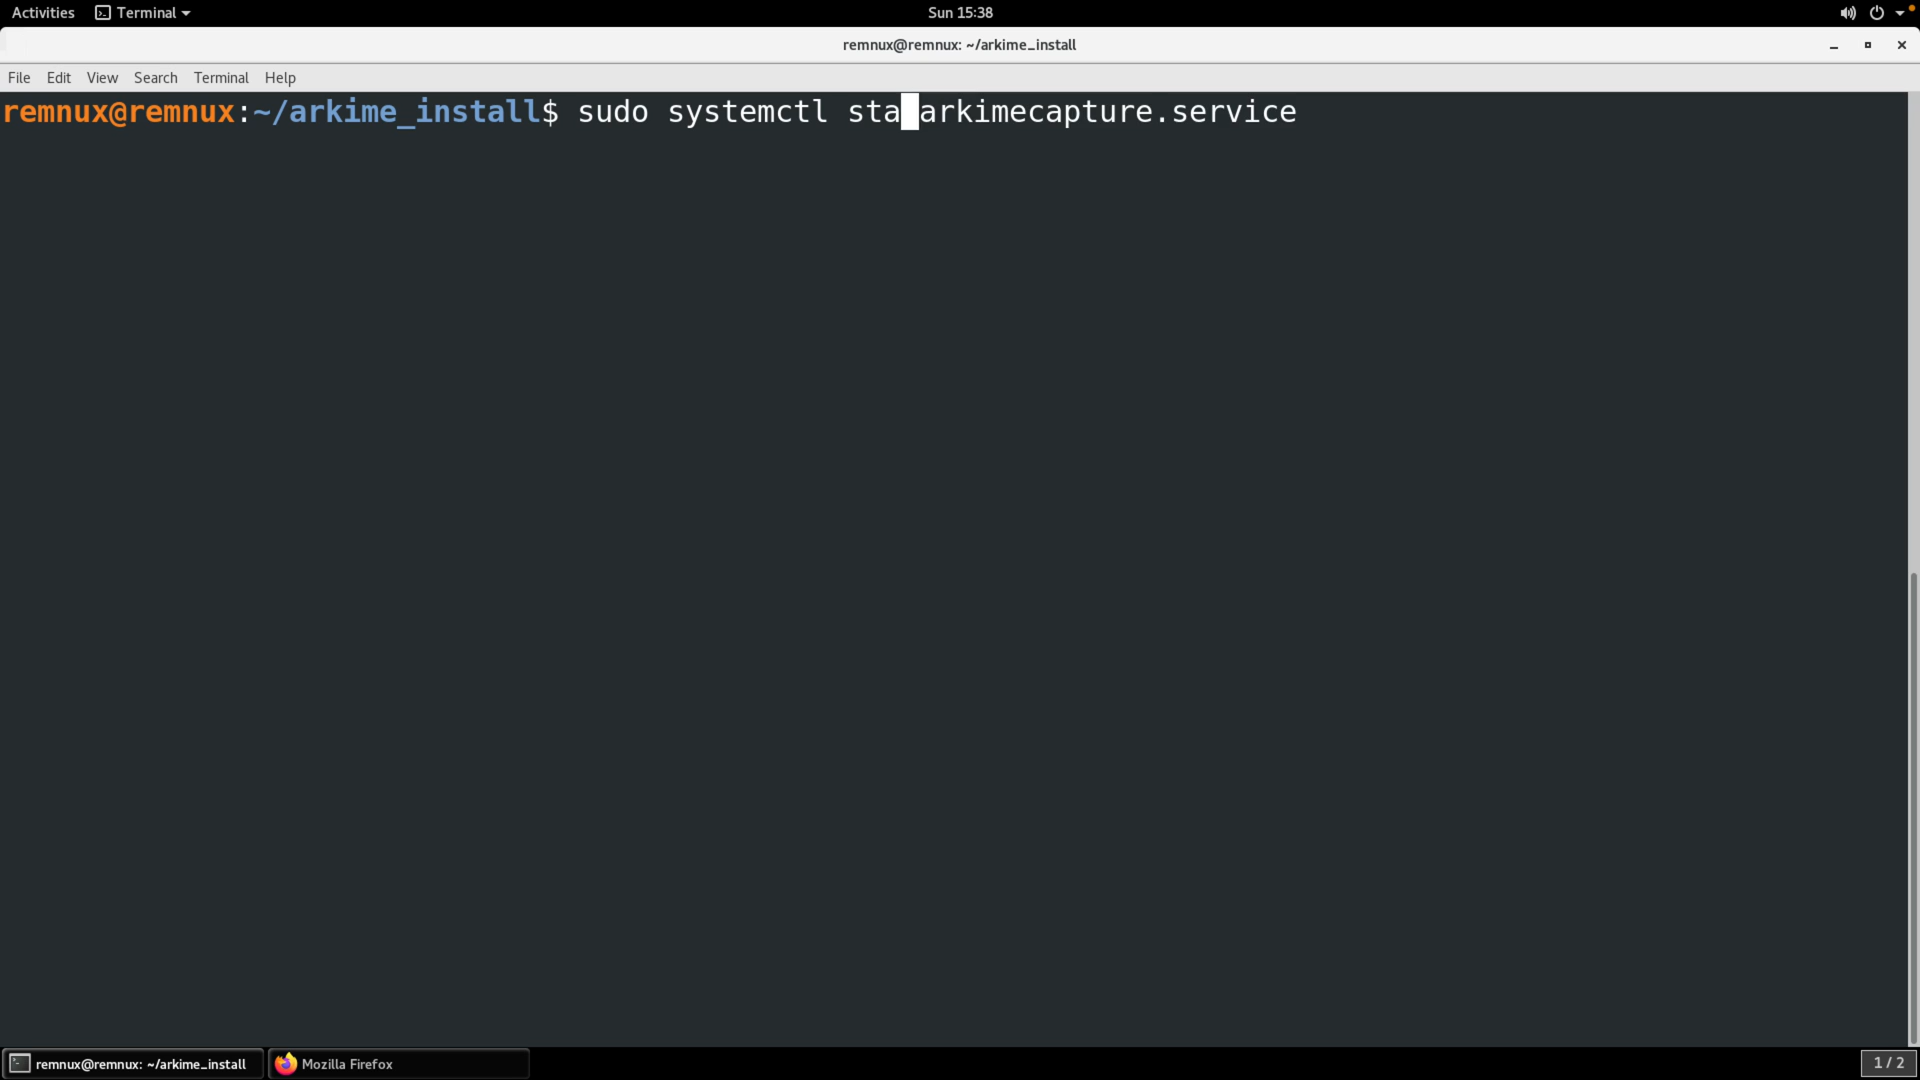 Activities Terminal Sun 15:38
remnux@remnux: ~/arkime_install
File Edit View Search Terminal Help
remnux@remnux:~/arkime_install$ sudo systemctl sta arkimecapture.service
remnux@remnux: ~/arkime_install Mozilla Firefox 1 / 2